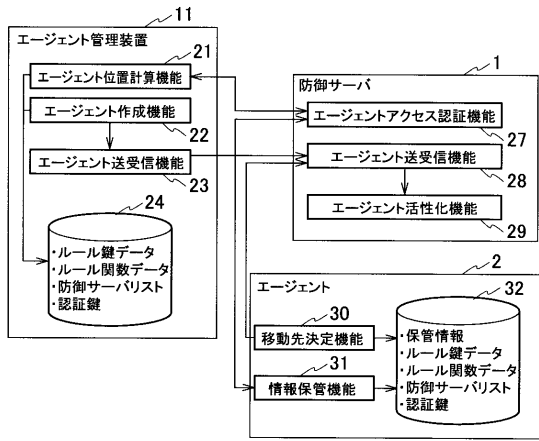 11
エージェント管理装置
21
エージェント位置計算機能
エージェント作成機能
22
エージェント送受信機能
23
24
・ルール鍵データ
・ルール関数データ
・防御サーバリスト
・認証鍵
1
防御サーバ
エージェントアクセス認証機能
27
エージェント送受信機能
28
エージェント活性化機能
29
2
エージェント
30
移動先決定機能
31
情報保管機能
32
・保管情報
・ルール鍵データ
・ルール関数データ
・防御サーバリスト
・認証鍵